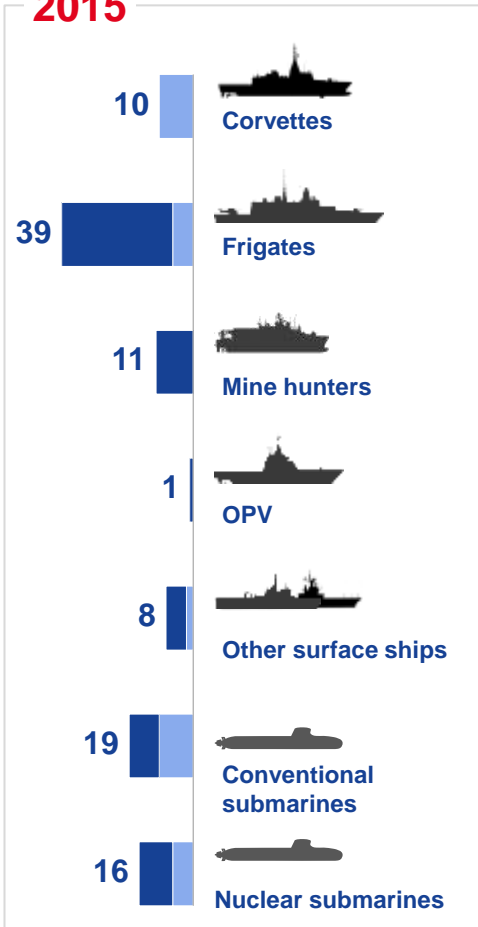 2015
10
Corvettes
39
Frigates
11
Mine hunters
1
OPV
8
Other surface ships
19
Conventional
submarines
16
Nuclear submarines